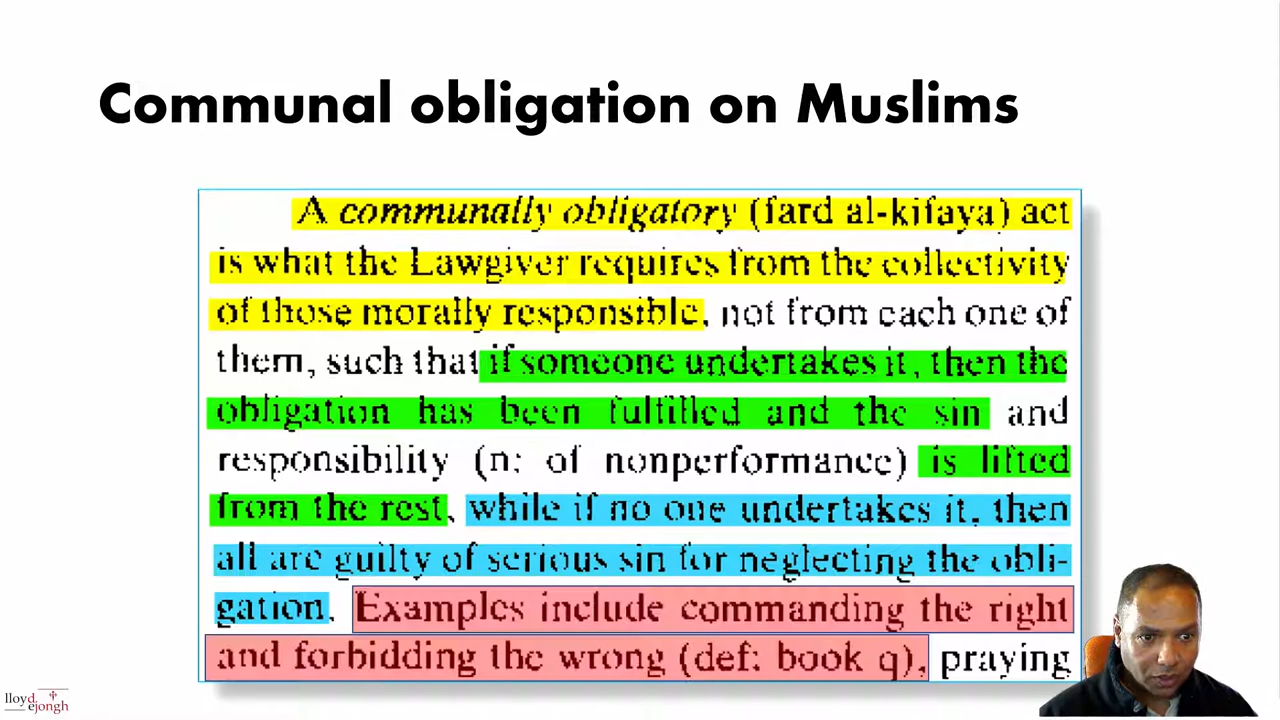 Communal obligation on Muslims
A communally obligatory (fard al-kifaya) act
is what the Lawgiver requires from the collectivity
of those morally responsible, not from each one of
them, such that if someone undertakes it, then the
obligation has been fulfilled and the sin and
responsibility (n: of nonperformance) is lifted
from the rest, while if no one undertakes it, then
all are guilty of serious sin for neglecting the obli-
gation. Examples include commanding the right
and forbidding the wrong (def: book q), praying
lloyd
ejongh